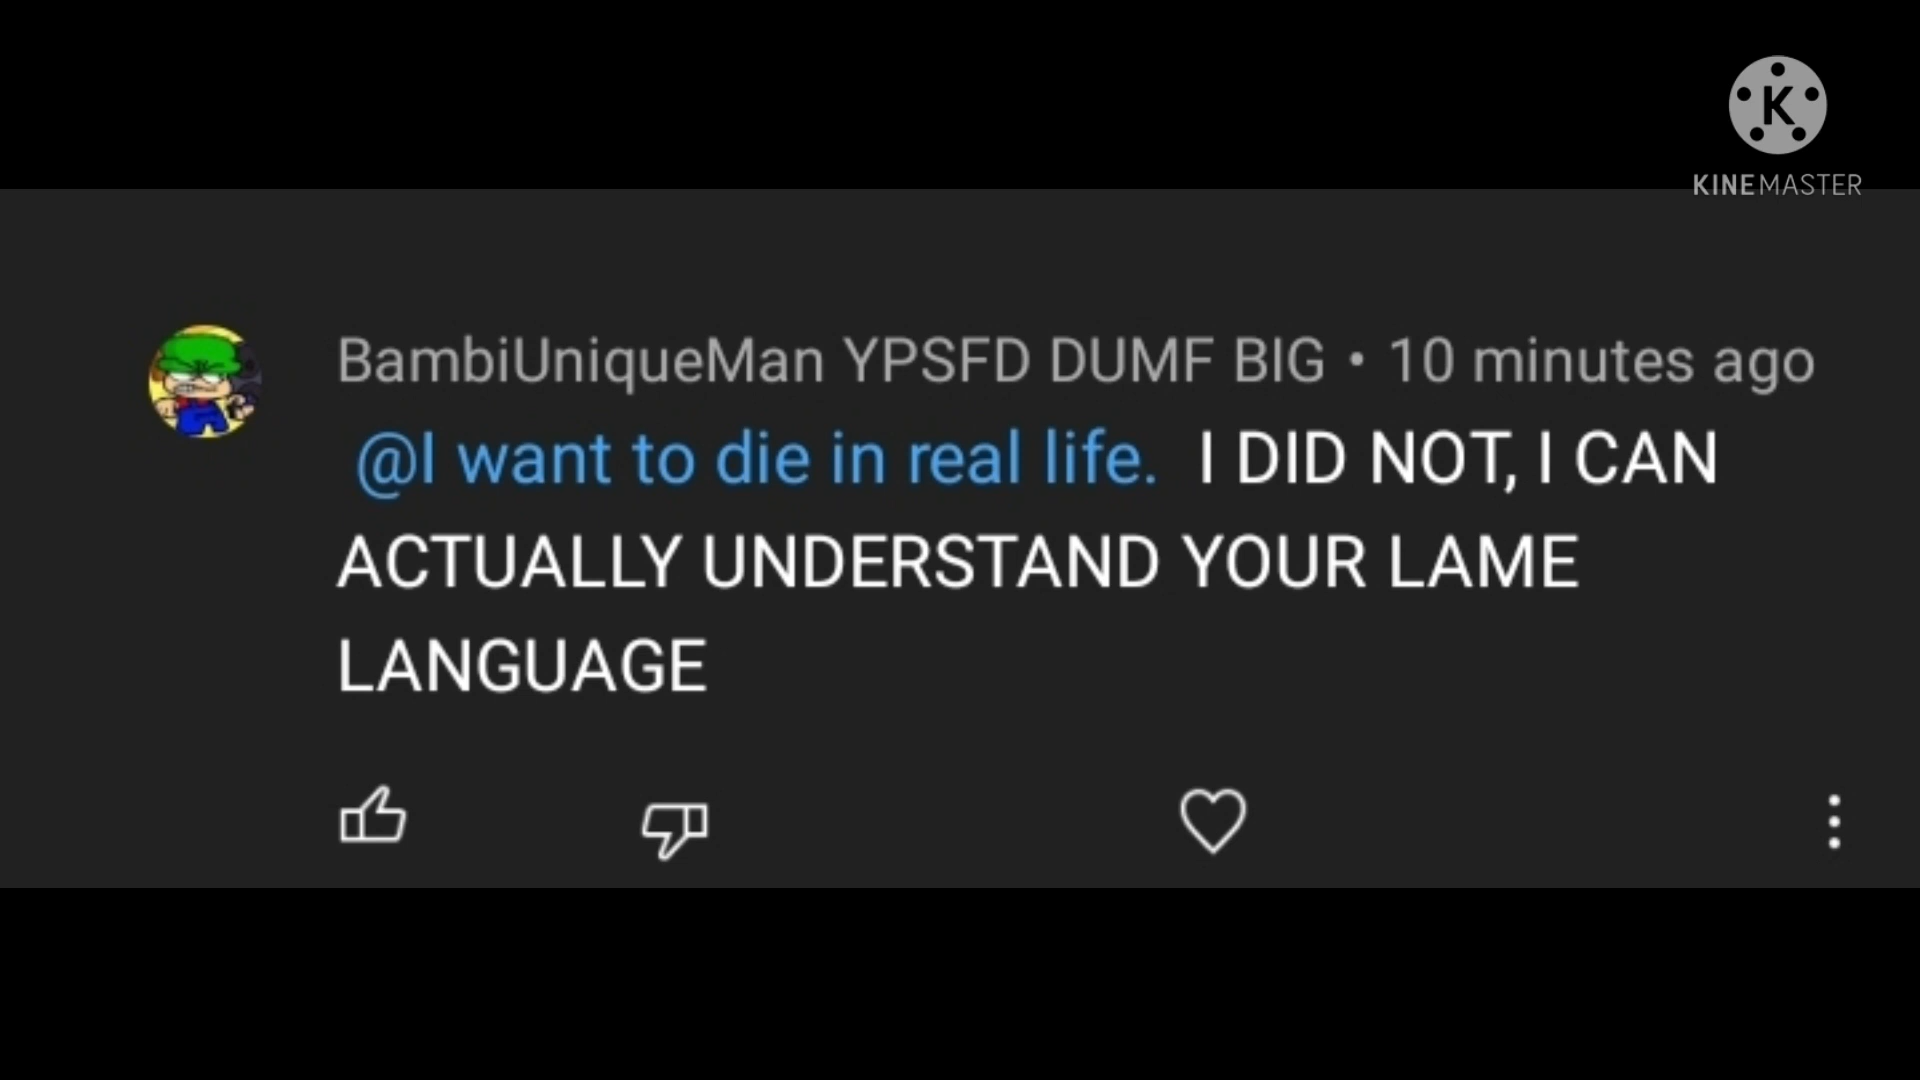 K
KINEMASTER
BambiUniqueMan YPSFD DUMF BIG • 10 minutes ago
@I want to die in real life. I DID NOT, I CAN
ACTUALLY UNDERSTAND YOUR LAME
LANGUAGE